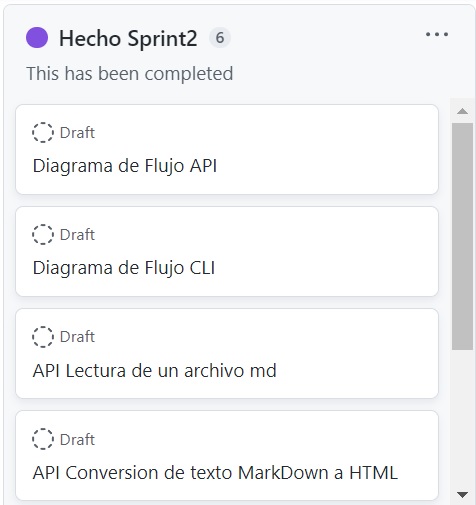 Hecho Sprint2 6
This has been completed
Draft
Diagrama de Flujo API
Draft
Diagrama de Flujo CLI
Draft
API Lectura de un archivo md
Draft
API Conversion de texto MarkDown a HTML